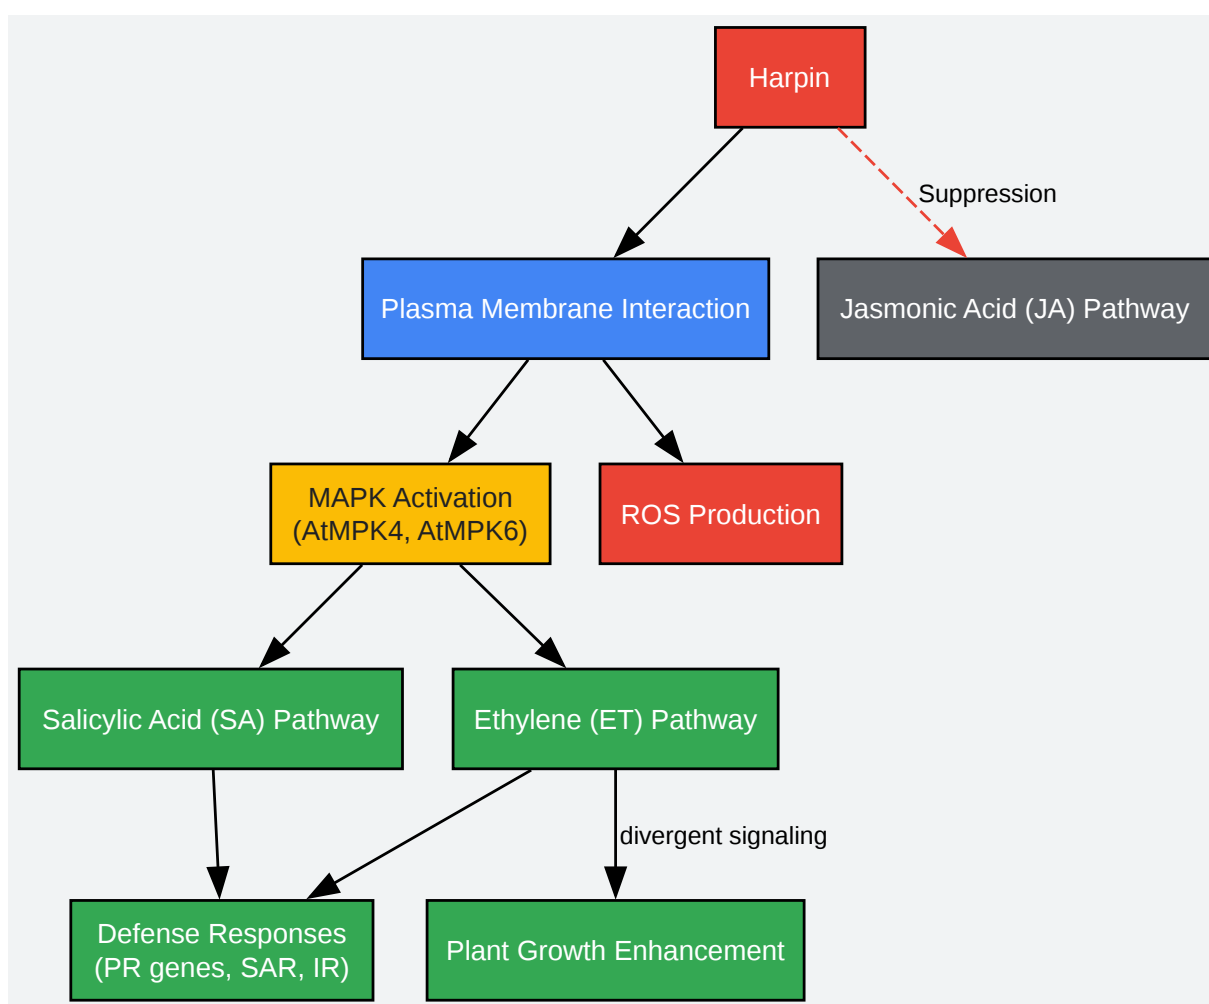 Harpin
Suppression
Plasma Membrane Interaction
Jasmonic Acid (JA) Pathway
MAPK Activation
(AtMPK4, AtMPK6)
ROS Production
Salicylic Acid (SA) Pathway
Ethylene (ET) Pathway
divergent signaling
Defense Responses
(PR genes, SAR, IR)
Plant Growth Enhancement